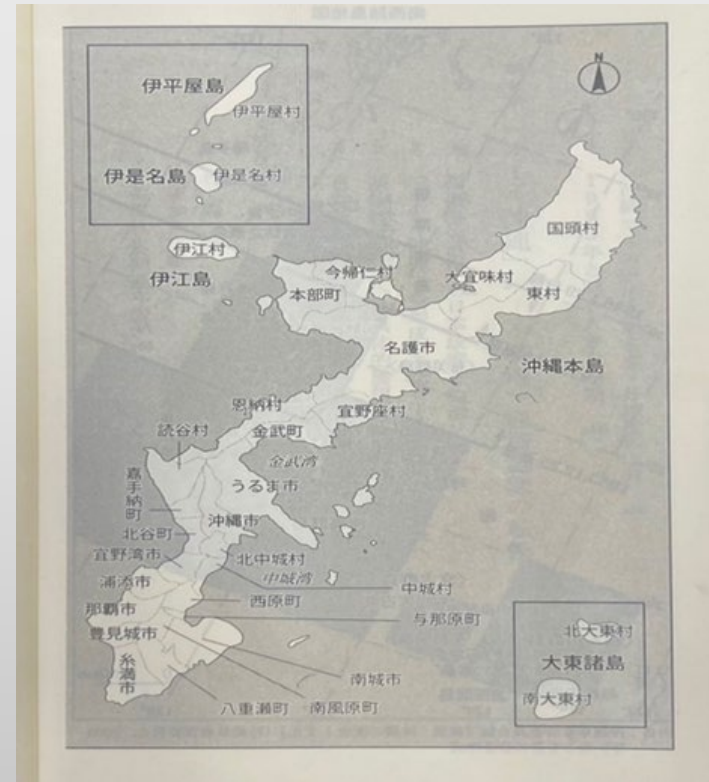 伊平屋島
伊平屋村
伊是名島
伊是名村
N
伊江村
伊江島
国頭村
今帰仁村
大宜味村
本部町
東村
名護市
沖縄本島
恩納村
宜野座村
読谷村
金武町
金武湾
嘉手納町
うるま市
沖縄市
北谷町
宜野湾市
北中城村
中城湾
中城村
浦添市
西原町
那覇市
与那原町
豊見城市
糸満市
南城市
八重瀬町
南風原町
北大東村
大東諸島
南大東村